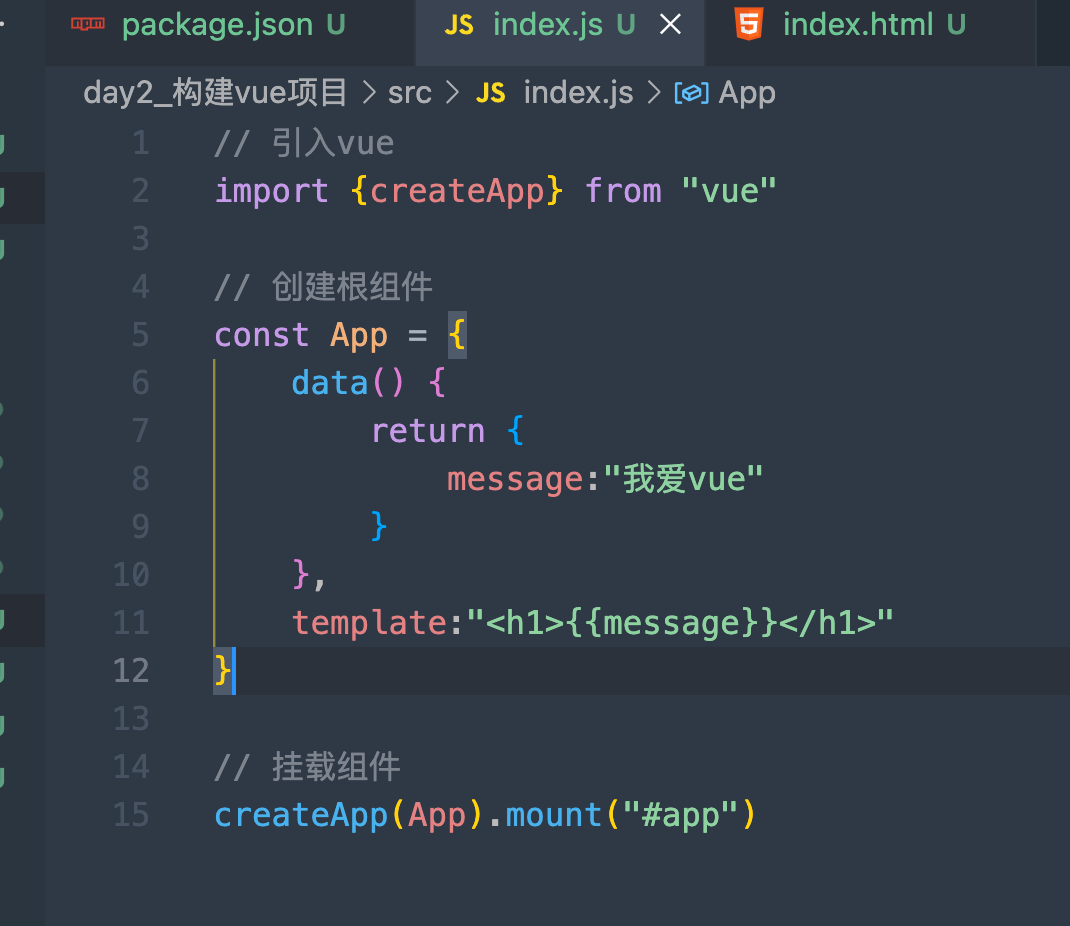 npm package.json U JS index.js U 5 index.html U
day2_构建vue项目 > src > JS index.js > App
1 // 引入vue
2 import {createApp} from "vue"
3
4 // 创建根组件
5 const App = {
6 data() {
7 return {
8 message:"我爱vue"
9 }
10 },
11 template:"<h1>{{message}}</h1>"
12 }
13
14 // 挂载组件
15 createApp(App).mount("#app")